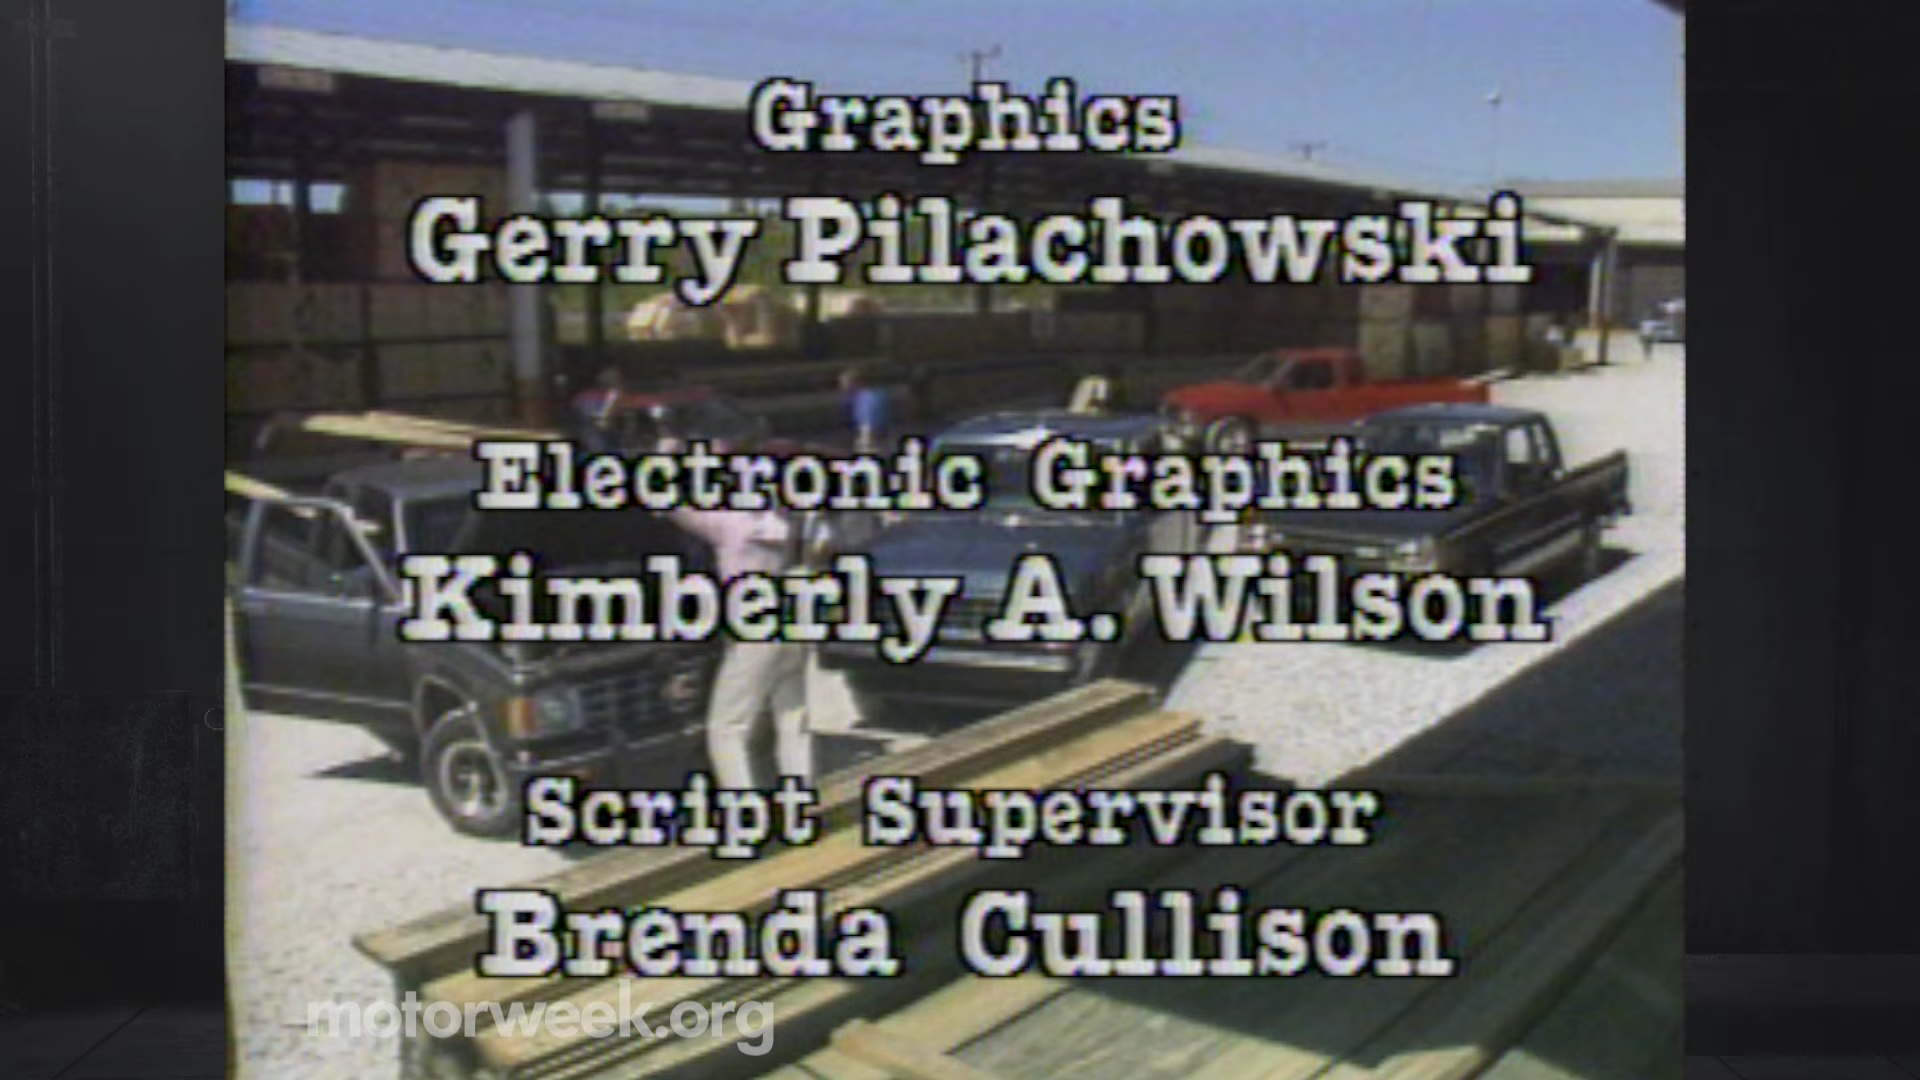 Graphics
Gerry Pilachowski
Electronic Graphics
Kimberly A. Wilson
Script Supervisor
Brenda Cullison
motorweek.org